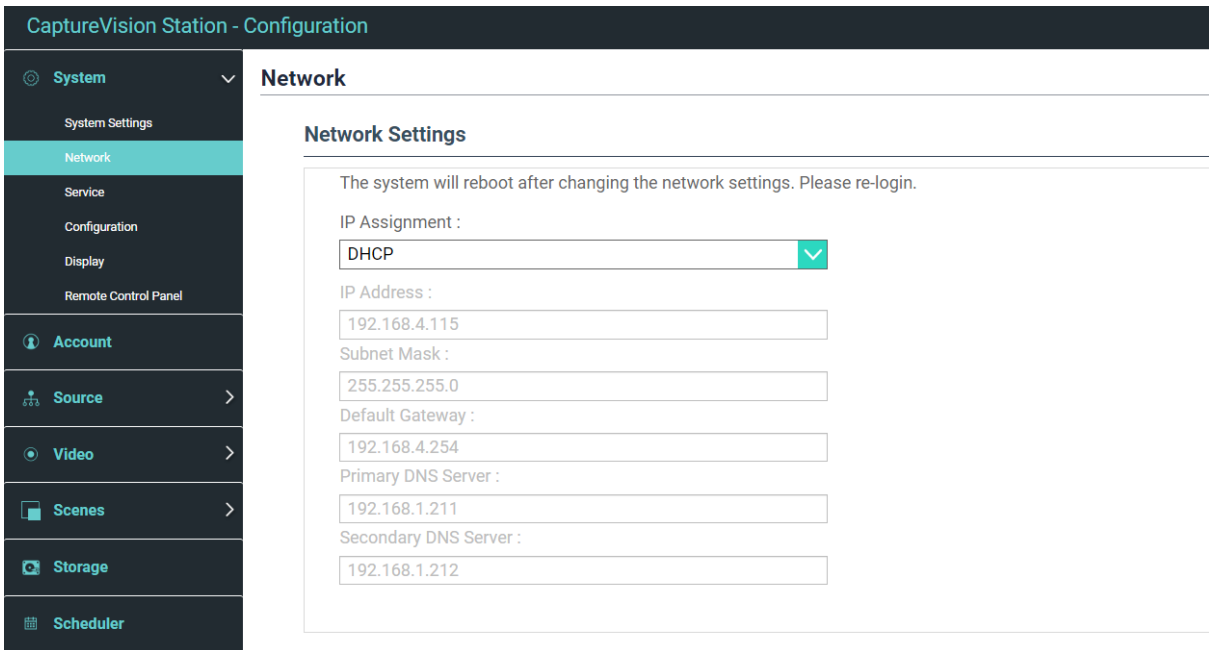 CaptureVision Station - Configuration
System
System Settings
Network
Service
Configuration
Display
Remote Control Panel
Account
Source
Video
Scenes
Storage
Scheduler
Network
Network Settings
The system will reboot after changing the network settings. Please re-login.
IP Assignment :
DHCP
IP Address :
192.168.4.115
Subnet Mask :
255.255.255.0
Default Gateway :
192.168.4.254
Primary DNS Server :
192.168.1.211
Secondary DNS Server :
192.168.1.212